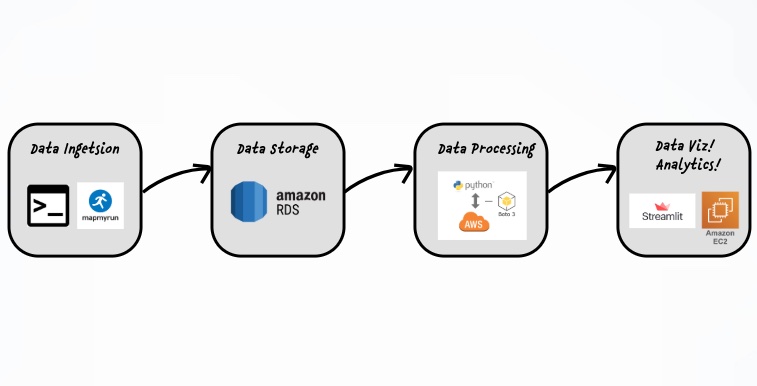 Data Ingetsion
>_
mapmyrun
Data Storage
amazon
RDS
Data Processing
python
Boto 3
AWS
Data Viz!
Analytics!
Streamlit
Amazon
EC2